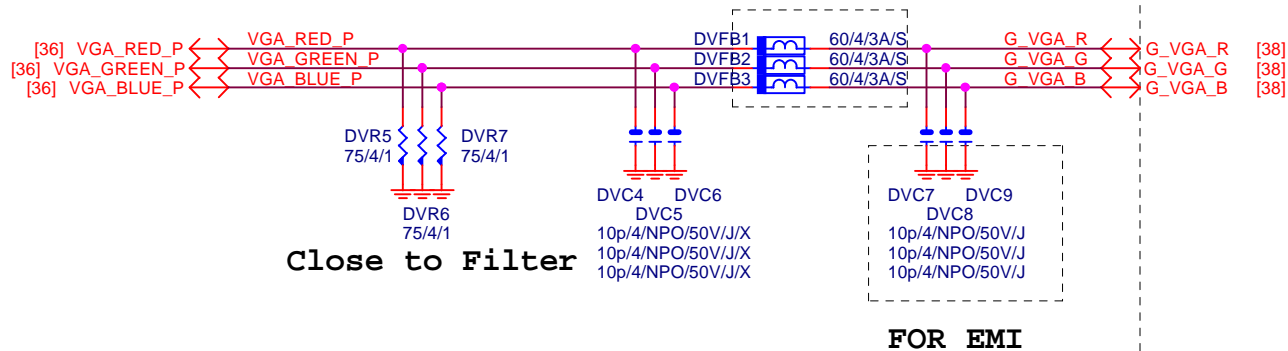 [36] VGA_RED_P VGA_RED_P DVFB1 60/4/3A/S G_VGA_R G_VGA_R [38]
[36] VGA_GREEN_P VGA_GREEN_P DVFB2 60/4/3A/S G_VGA_G G_VGA_G [38]
[36] VGA_BLUE_P VGA_BLUE_P DVFB3 60/4/3A/S G_VGA_B G_VGA_B [38]
DVR5 DVR7
75/4/1 75/4/1
DVR6
75/4/1
Close to Filter
DVC4 DVC6
DVC5
10p/4/NPO/50V/J/X
10p/4/NPO/50V/J/X
10p/4/NPO/50V/J/X
DVC7 DVC9
DVC8
10p/4/NPO/50V/J
10p/4/NPO/50V/J
10p/4/NPO/50V/J
FOR EMI